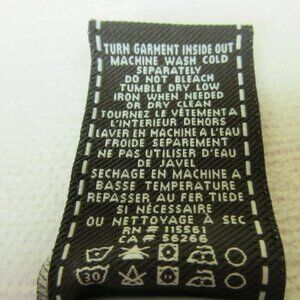 TURN GARMENT INSIDE OUT
MACHINE WASH COLD
SEPARATELY
DO NOT BLEACH
TUMBLE DRY LOW
IRON WHEN NEEDED
OR DRY CLEAN
TOURNEZ LE VÊTEMENTA
L'INTERIEUR DEHORS
LAVER EN MACHINE A L'EAU
FROIDE SEPAREMENT
NE PAS UTILISER D'EAU
DE JAVEL
SECHAGE EN MACHINE A
BASSE TEMPERATURE
REPASSER AU FER TIEDE
SI NÉCESSAIRE
OU NETTOYAGE A SEC
RN # 115561
CA # 56266
30